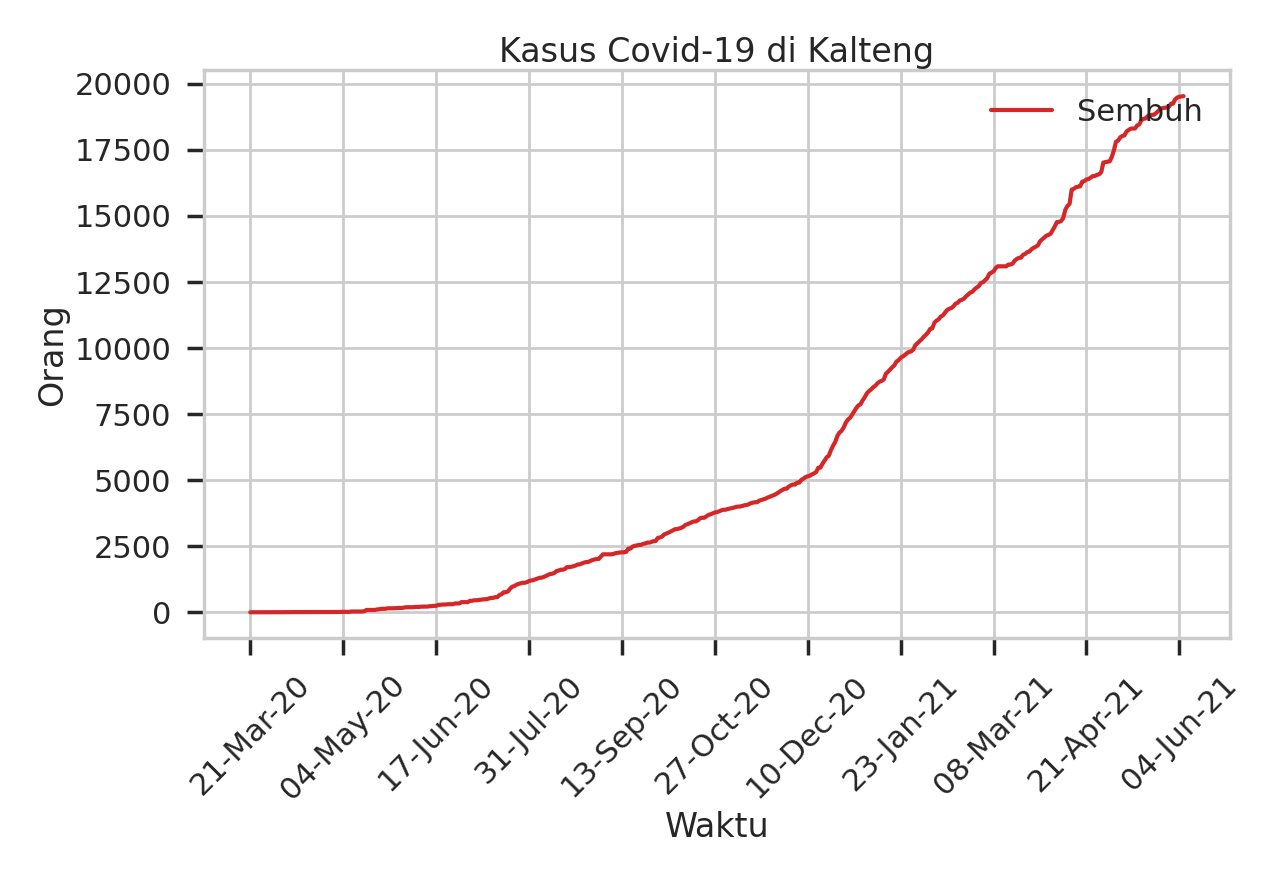 Kasus Covid-19 di Kalteng
Sembuh
20000
17500
15000
12500
10000
7500
5000
2500
0
Orang
21-Mar-20
04-May-20
17-Jun-20
31-Jul-20
13-Sep-20
27-Oct-20
10-Dec-20
23-Jan-21
08-Mar-21
21-Apr-21
04-Jun-21
Waktu